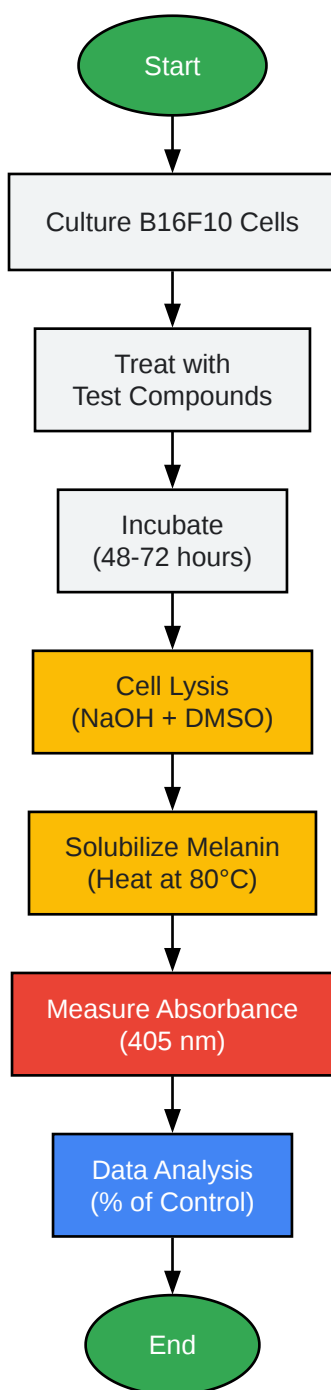 Start
Culture B16F10 Cells
Treat with
Test Compounds
Incubate
(48-72 hours)
Cell Lysis
(NaOH + DMSO)
Solubilize Melanin
(Heat at 80°C)
Measure Absorbance
(405 nm)
Data Analysis
(% of Control)
End